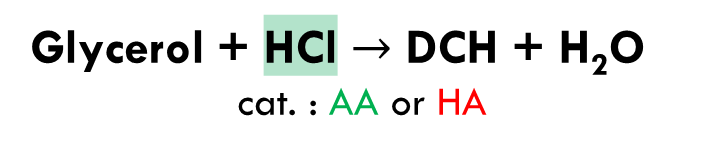 Glycerol + HCl → DCH + H₂O
cat. : AA or HA